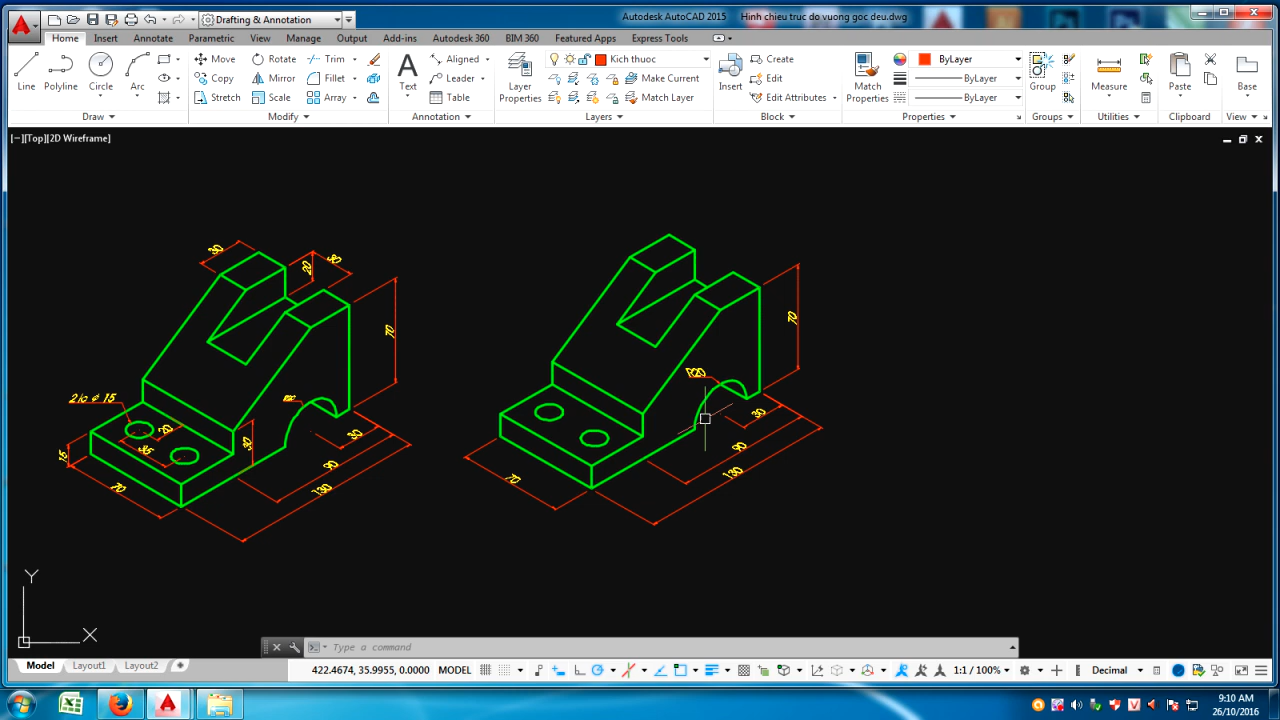 Drafting & Annotation
Autodesk AutoCAD 2015 Hinh chieu truc do vuong goc deu.dwg
Home Insert Annotate Parametric View Manage Output Add-ins Autodesk 360 BIM 360 Featured Apps Express Tools
Line Polyline Circle Arc
Move Rotate Trim
Copy Mirror Fillet
Stretch Scale Array
Text
Aligned
Leader
Table
Layer Properties
Kich thuoc
Make Current
Match Layer
Insert
Create
Edit
Edit Attributes
Match Properties
ByLayer
ByLayer
ByLayer
Group
Measure
Paste
Base
Draw Modify Annotation Layers Block Properties Groups Utilities Clipboard View
[−][Top][2D Wireframe]
30
20
30
70
2 lo ϕ 15
20
35
30
15
70
30
90
130
70
R20
30
90
130
70
Y
X
Type a command
Model Layout1 Layout2
422.4674, 35.9955, 0.0000 MODEL
1:1 / 100%
Decimal
9:10 AM
26/10/2016